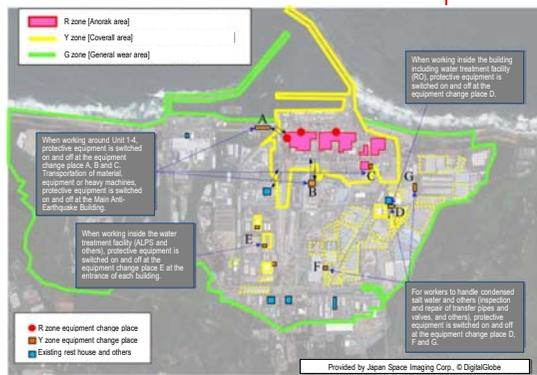 R zone [Anorak area]
Y zone [Coverall area]
G zone [General wear area]
When working inside the building
including water treatment facility
(RO), protective equipment is
switched on and off at the
equipment change place D.
A
When working around Unit 1-4,
protective equipment is switched
on and off at the equipment
change place A, B and C.
Transportation of material,
equipment or heavy machines,
protective equipment is switched
on and off at the Main Anti-
Earthquake Building.
C
G
B
D
When working inside the water
treatment facility (ALPS and
others), protective equipment is
switched on and off at the
equipment change place E at the
entrance of each building.
E
F
For workers to handle condensed
salt water and others (inspection
and repair of transfer pipes and
valves, and others), protective
equipment is switched on and off
at the equipment change place D,
F and G.
R zone equipment change place
Y zone equipment change place
Existing rest house and others
Provided by Japan Space Imaging Corp., © DigitalGlobe